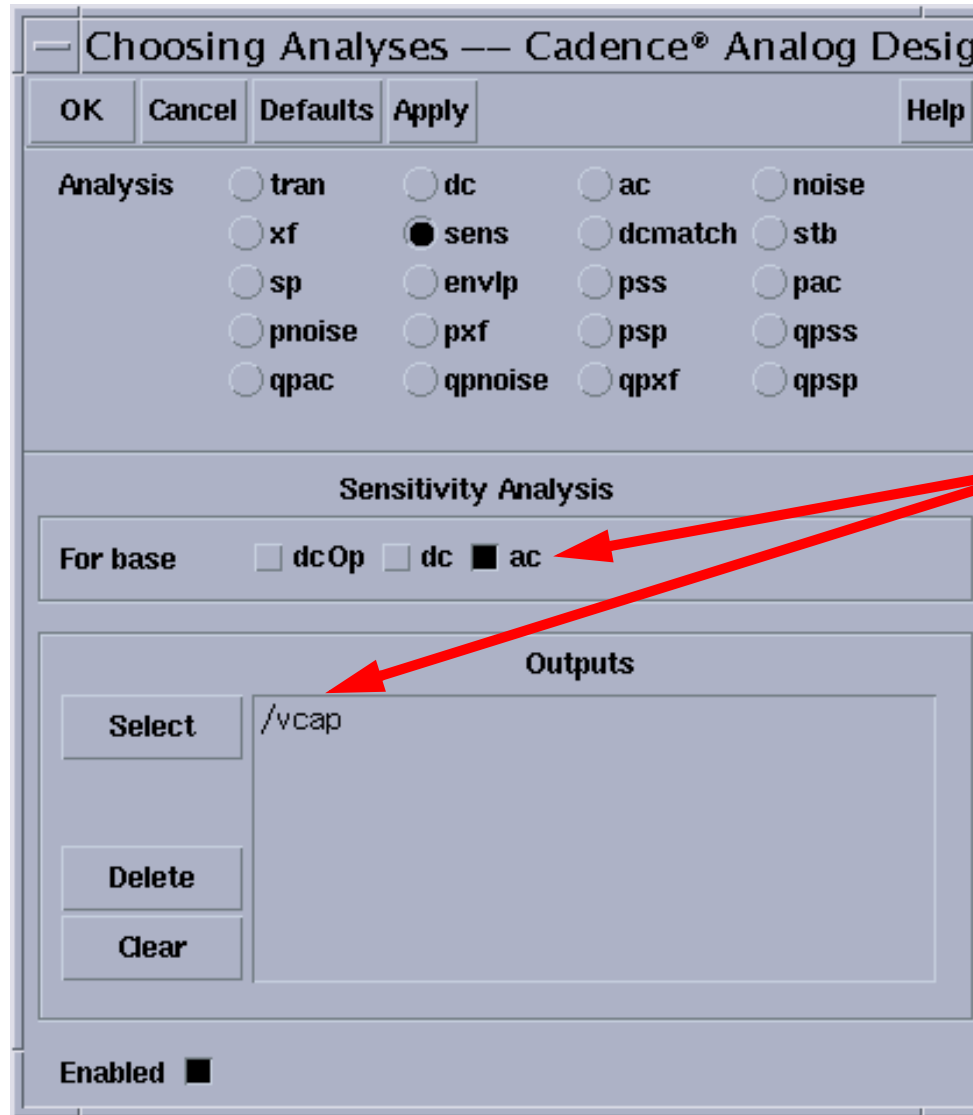 Choosing Analyses –– Cadence® Analog Desig
OK Cancel Defaults Apply Help
Analysis tran dc ac noise
xf sens dcmatch stb
sp envlp pss pac
pnoise pxf psp qpss
qpac qpnoise qpxf qpsp
Sensitivity Analysis
For base dcOp dc ac
Outputs
Select /vcap
Delete
Clear
Enabled